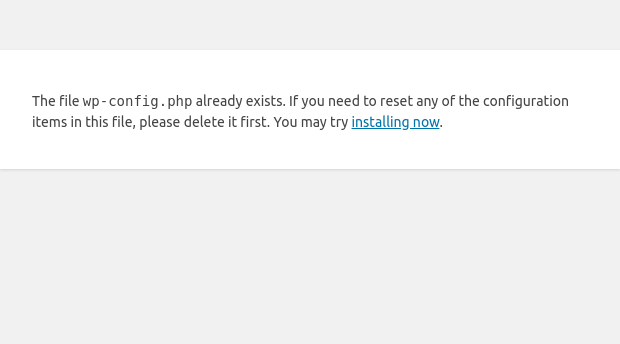 The file wp-config.php already exists. If you need to reset any of the configuration
items in this file, please delete it first. You may try installing now.